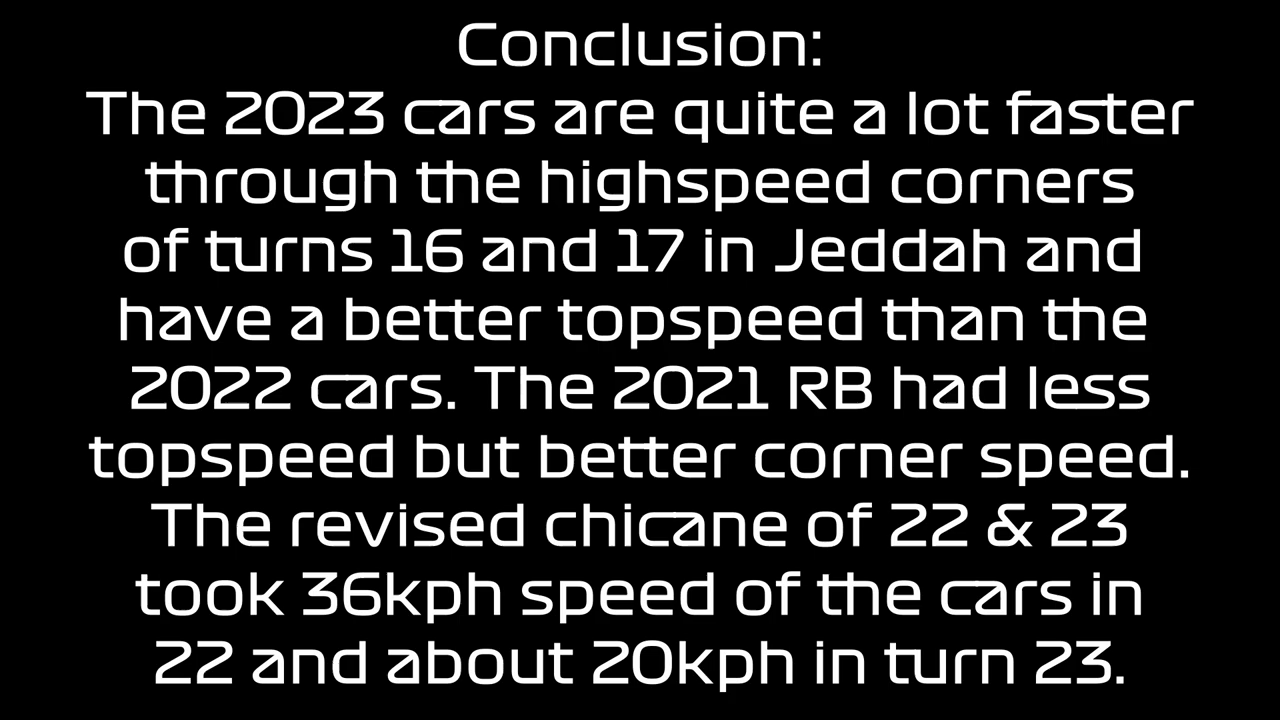 Conclusion:
The 2023 cars are quite a lot faster
through the highspeed corners
of turns 16 and 17 in Jeddah and
have a better topspeed than the
2022 cars. The 2021 RB had less
topspeed but better corner speed.
The revised chicane of 22 & 23
took 36kph speed of the cars in
22 and about 20kph in turn 23.